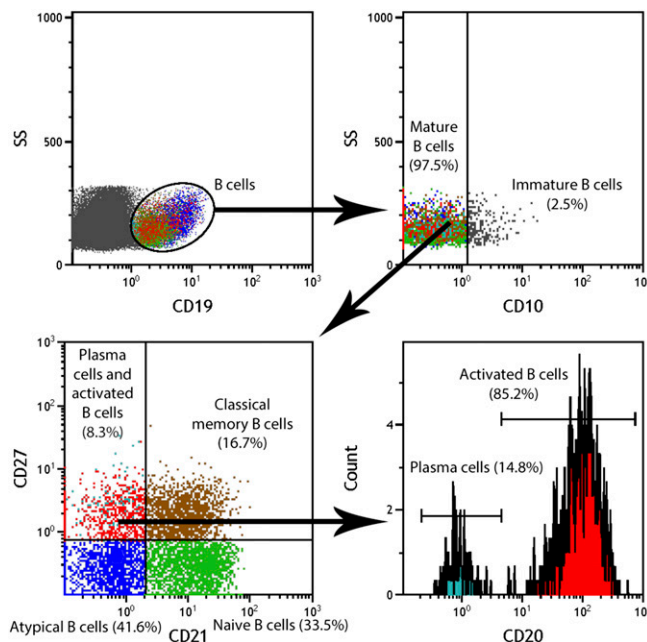 1000
500
0
SS
B cells
1
10⁰
10¹
10²
10³
CD19
1000
500
0
SS
Mature
B cells
(97.5%)
Immature B cells
(2.5%)
10⁰
10¹
10²
10³
CD10
10³
10²
10¹
10⁰
CD27
Plasma
cells and
activated
B cells
(8.3%)
Classical
memory B cells
(16.7%)
10⁰
10¹
10²
10³
Atypical B cells (41.6%)
CD21
Naive B cells (33.5%)
4
2
0
Count
Activated B cells
(85.2%)
Plasma cells (14.8%)
10⁰
10¹
10²
10³
CD20